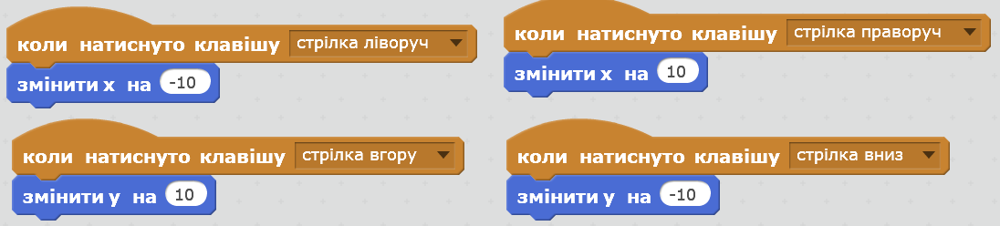 коли натиснуто клавішу стрілка ліворуч
змінити x на -10
коли натиснуто клавішу стрілка праворуч
змінити x на 10
коли натиснуто клавішу стрілка вгору
змінити y на 10
коли натиснуто клавішу стрілка вниз
змінити y на -10